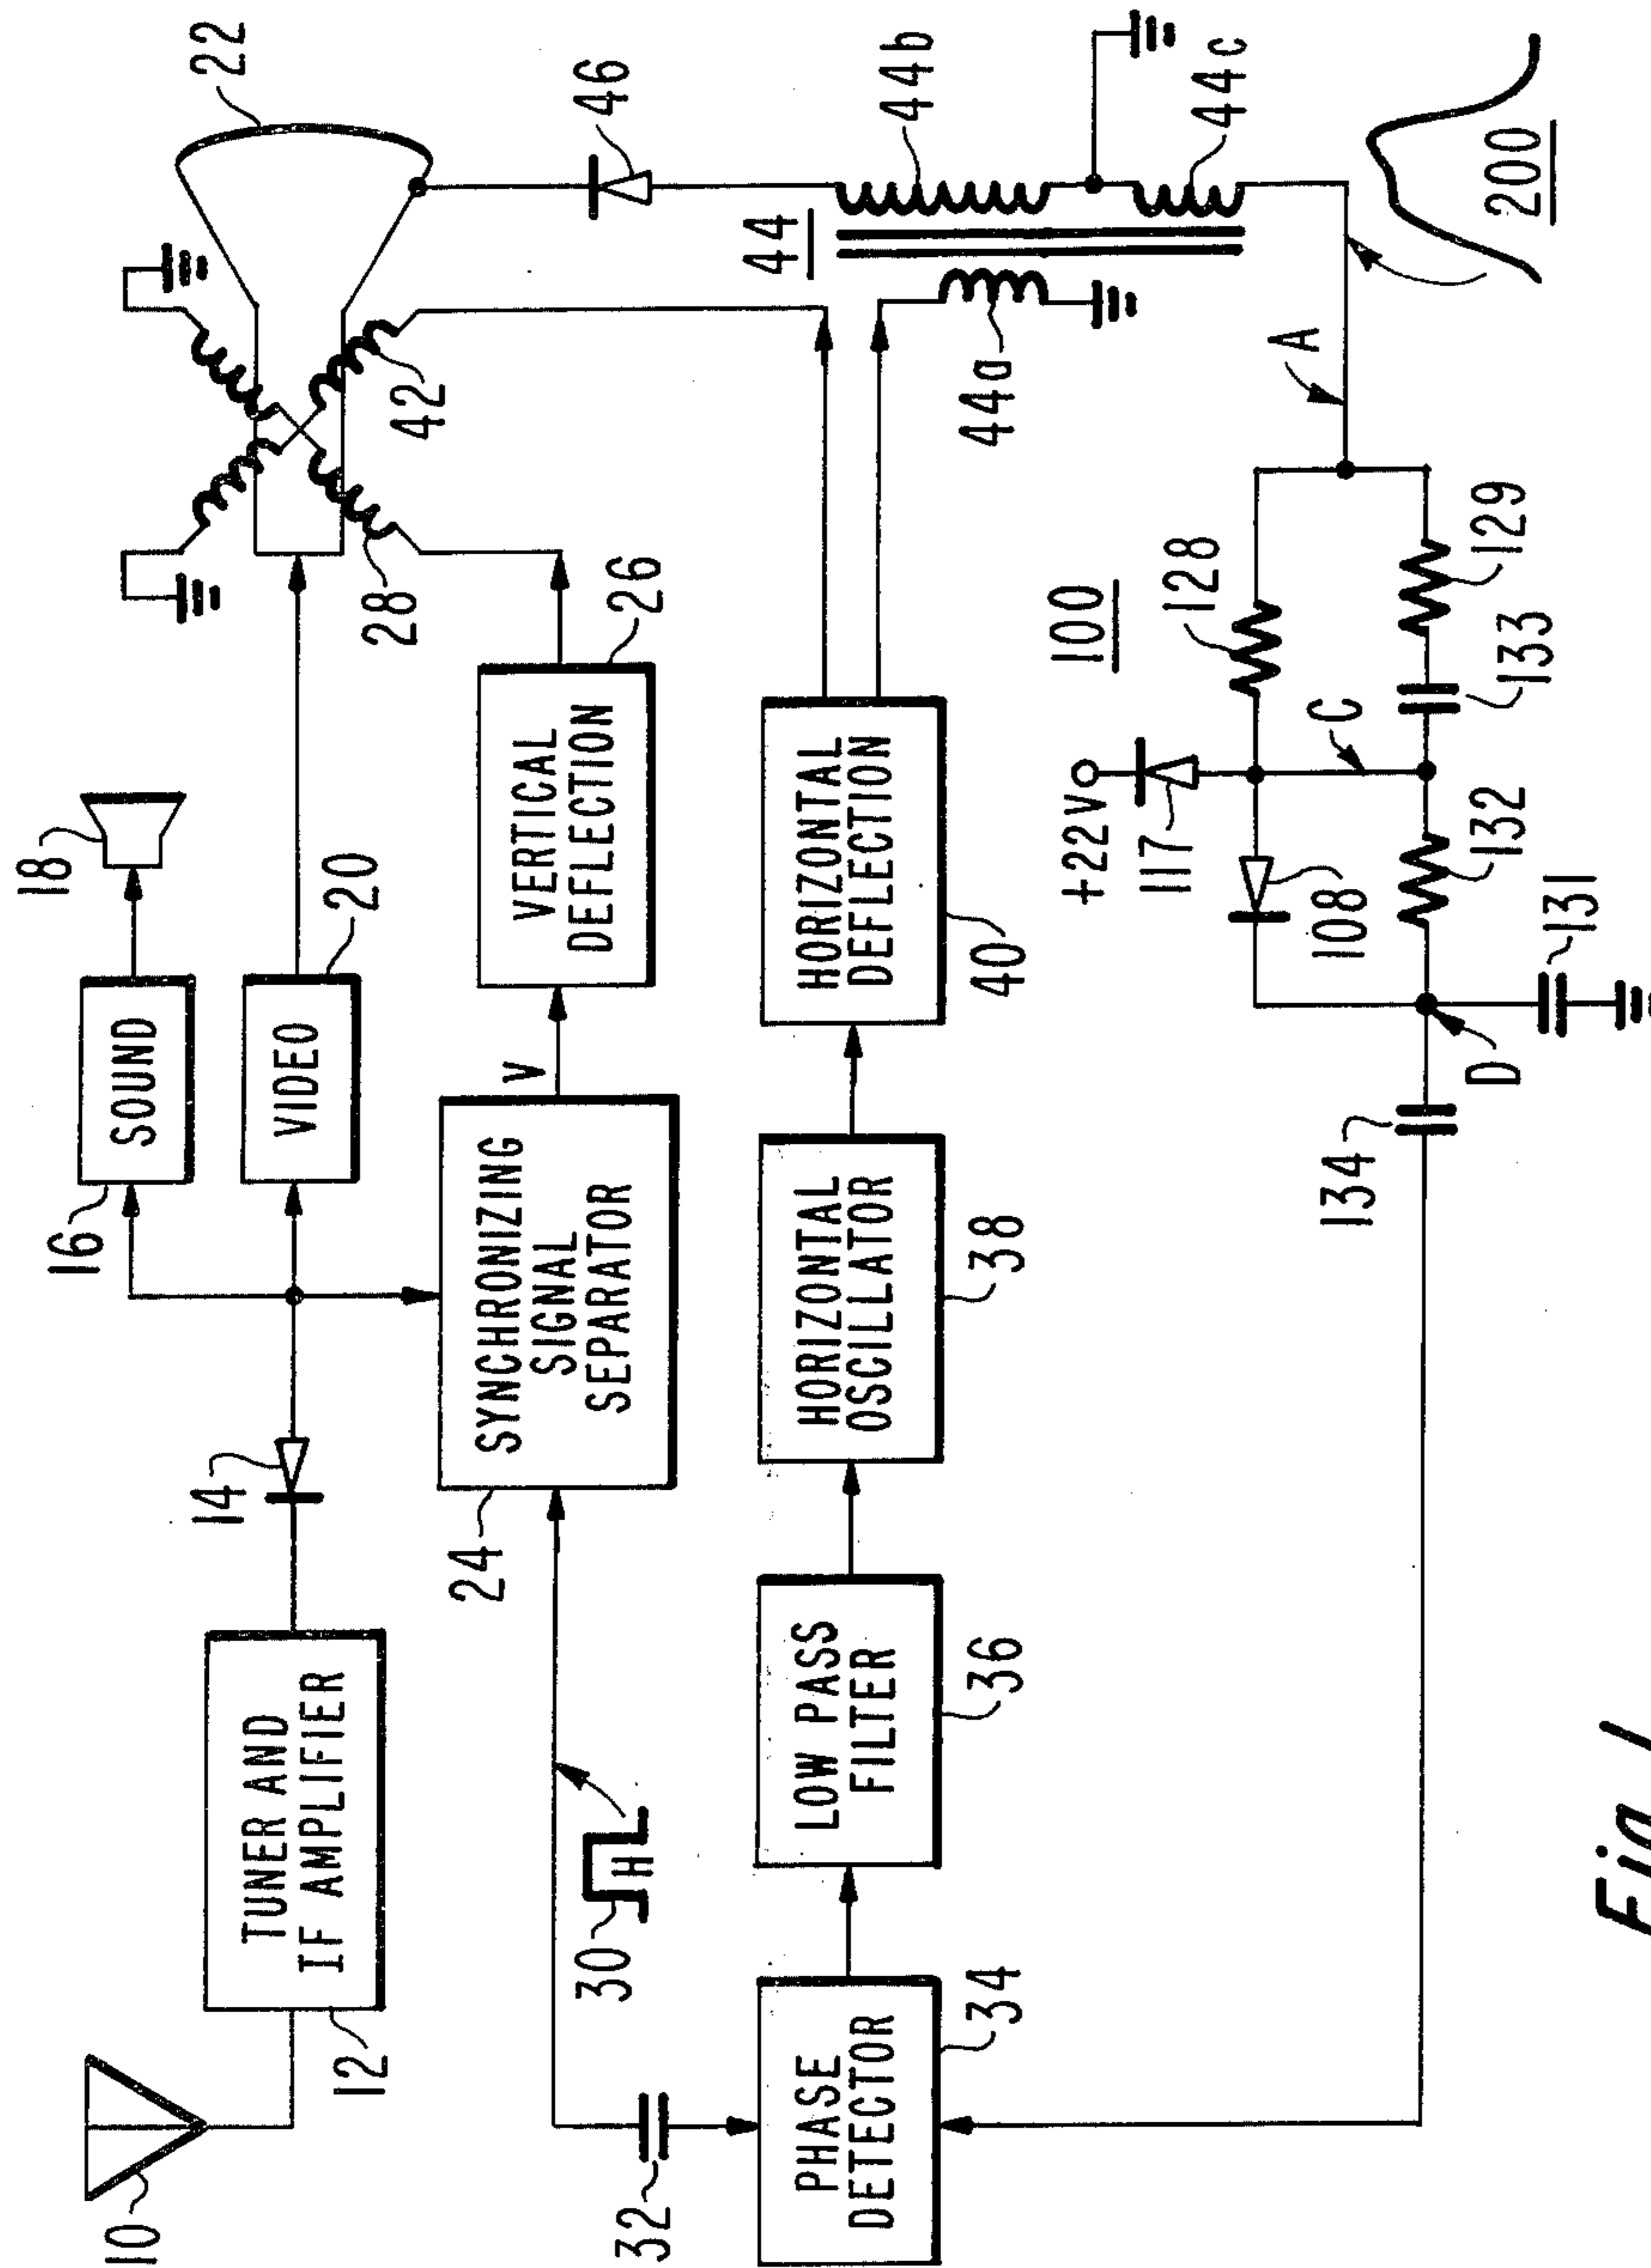 10
TUNER AND
IF AMPLIFIER
12
14
16
SOUND
18
VIDEO
20
22
SYNCHRONIZING
SIGNAL
SEPARATOR
24
V
VERTICAL
DEFLECTION
26
28
42
30
H
32
PHASE
DETECTOR
34
LOW PASS
FILTER
36
HORIZONTAL
OSCILLATOR
38
HORIZONTAL
DEFLECTION
40
44
44a
44b
44c
46
A
200
100
+22V
117
128
108
C
132
133
129
131
D
134
Fig. 1